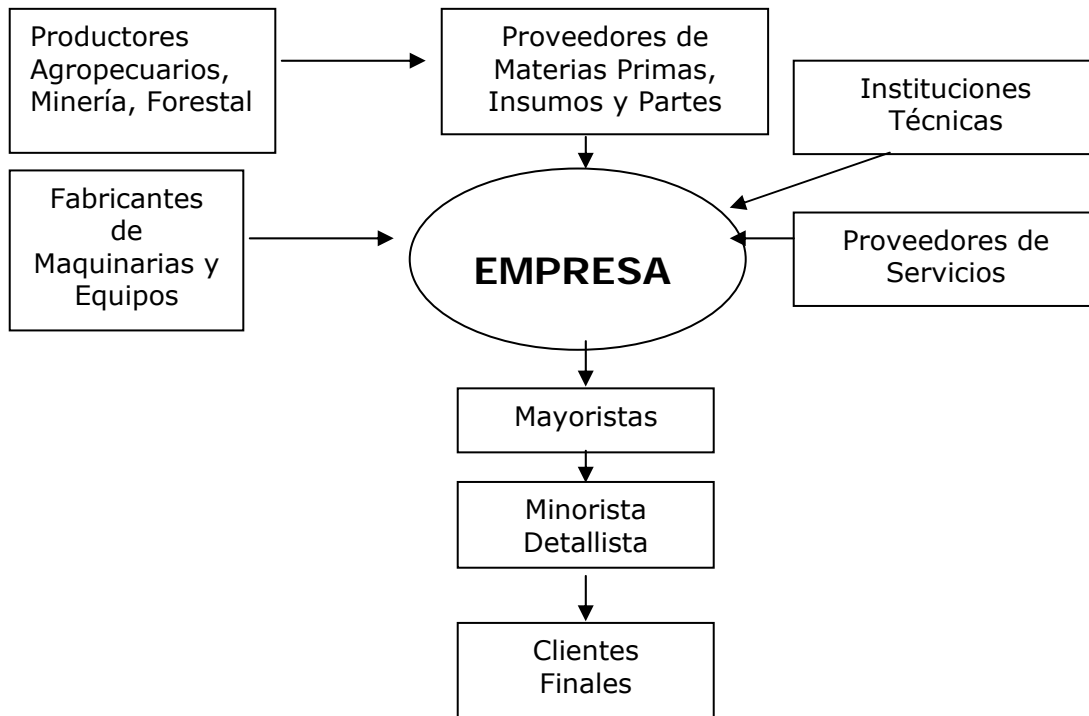 Productores
Agropecuarios,
Minería, Forestal
Proveedores de
Materias Primas,
Insumos y Partes
Instituciones
Técnicas
Fabricantes
de
Maquinarias y
Equipos
EMPRESA
Proveedores de
Servicios
Mayoristas
Minorista
Detallista
Clientes
Finales